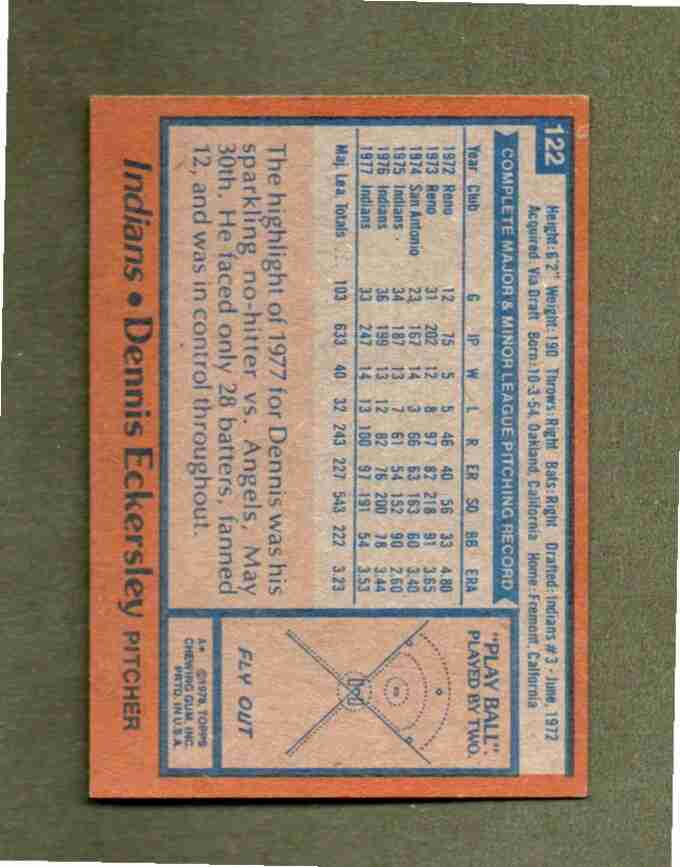 122
Height: 6'2" Weight: 190 Throws: Right Bats: Right Drafted: Indians #3 - June, 1972
Acquired: Via Draft Born: 10-3-54, Oakland, California Home: Fremont, California
COMPLETE MAJOR & MINOR LEAGUE PITCHING RECORD
Year Club G IP W L R ER SO BB ERA
1972 Reno 12 75 5 5 46 40 56 33 4.80
1973 Reno 31 202 12 8 97 82 218 91 3.65
1974 San Antonio 23 167 14 3 66 63 163 60 3.40
1975 Indians 34 187 13 7 61 54 152 90 2.60
1976 Indians 36 199 13 12 82 76 200 78 3.44
1977 Indians 33 247 14 13 100 97 191 54 3.53
Maj. Lea. Totals 103 633 40 32 243 227 543 222 3.23
The highlight of 1977 for Dennis was his
sparkling no-hitter vs. Angels, May
30th. He faced only 28 batters, fanned
12, and was in control throughout.
"PLAY BALL"
PLAYED BY TWO.
FLY OUT
A* ©1978, TOPPS
CHEWING GUM, INC.
PRTD. IN U.S.A.
Indians • Dennis Eckersley PITCHER